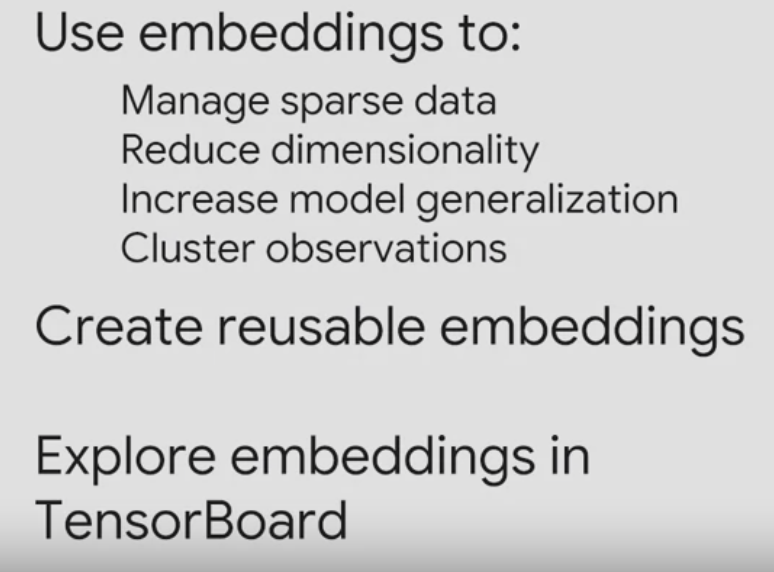 Use embeddings to:
Manage sparse data
Reduce dimensionality
Increase model generalization
Cluster observations
Create reusable embeddings
Explore embeddings in
TensorBoard